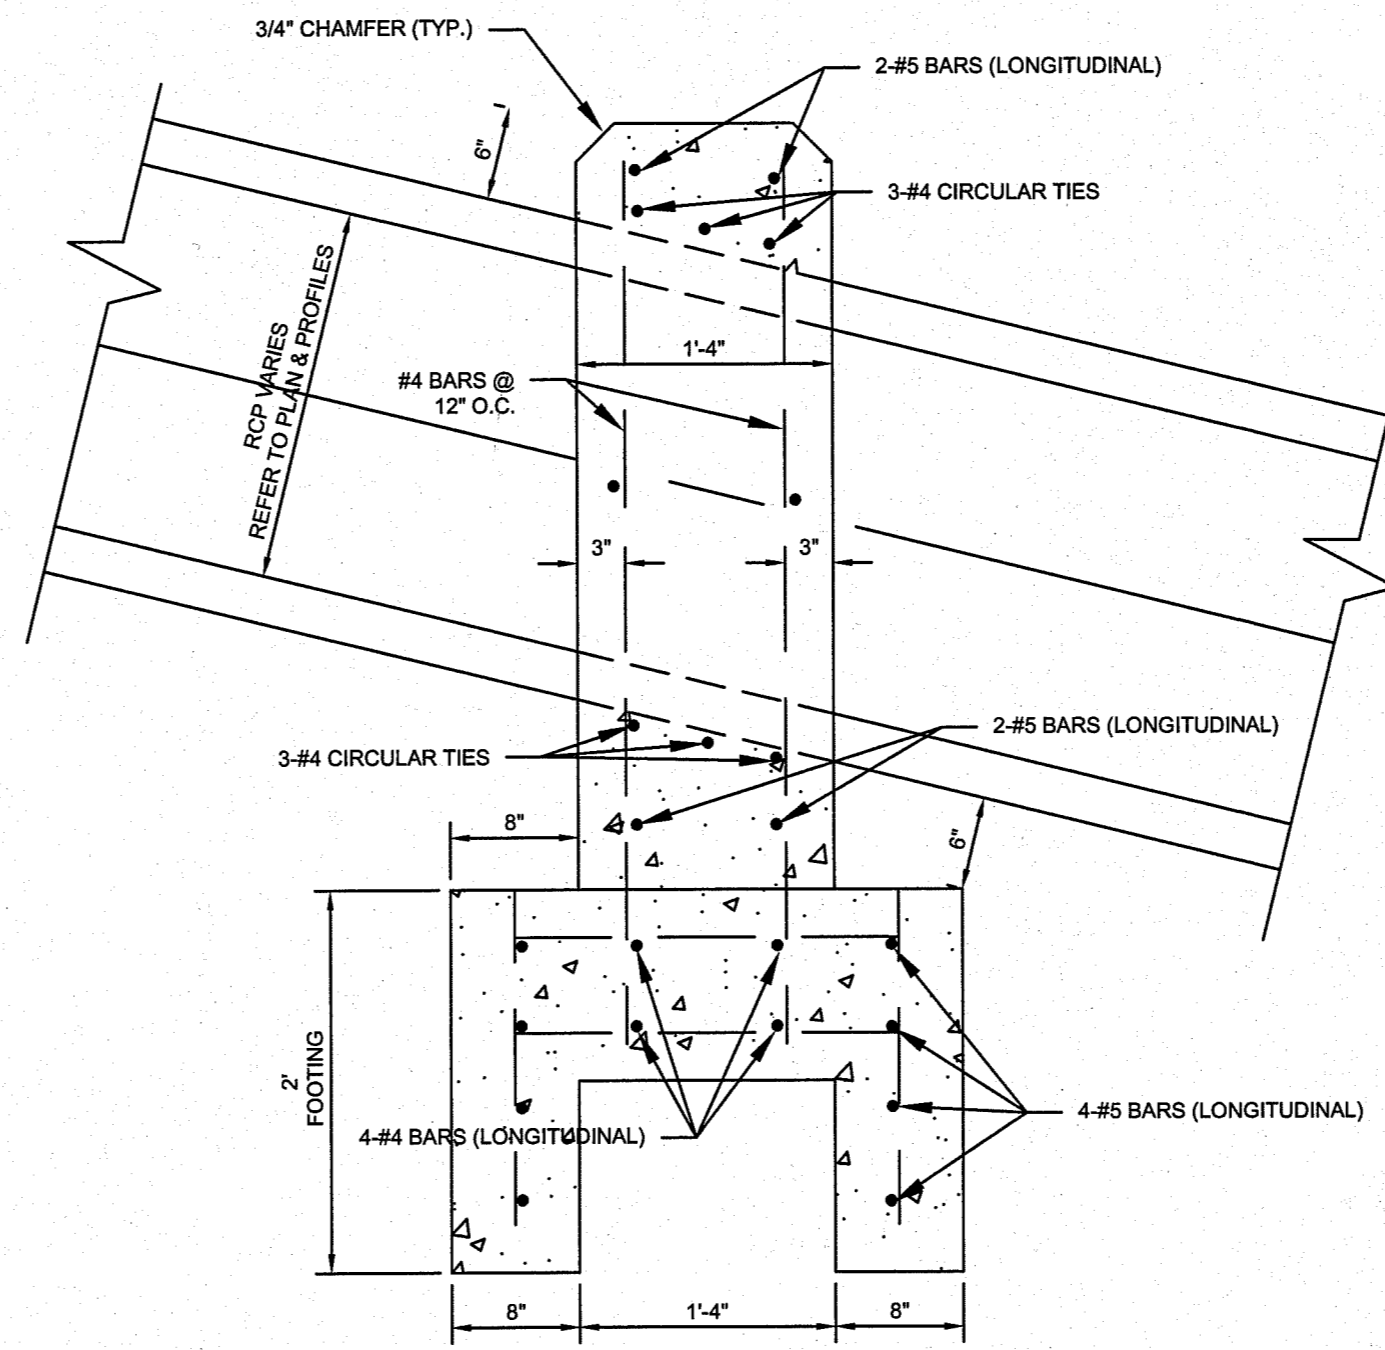 3/4" CHAMFER (TYP.)
2-#5 BARS (LONGITUDINAL)
6"
3-#4 CIRCULAR TIES
RCP VARIES
REFER TO PLAN & PROFILES
1'-4"
#4 BARS @
12" O.C.
3"
3"
2-#5 BARS (LONGITUDINAL)
3-#4 CIRCULAR TIES
8"
6"
2'
FOOTING
4-#4 BARS (LONGITUDINAL)
4-#5 BARS (LONGITUDINAL)
8"
1'-4"
8"